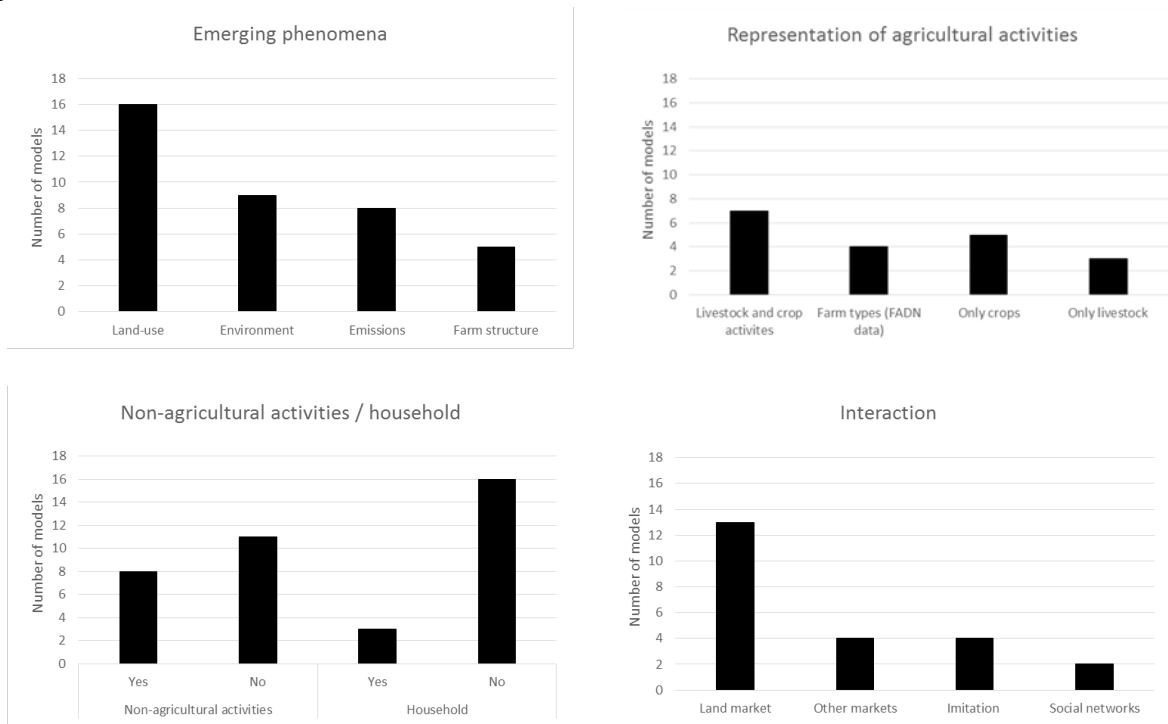 Emerging phenomena
Number of models
18
16
14
12
10
8
6
4
2
0
Land-use
Environment
Emissions
Farm structure
Representation of agricultural activities
Number of models
18
16
14
12
10
8
6
4
2
0
Livestock and crop
activites
Farm types (FADN
data)
Only crops
Only livestock
Non-agricultural activities / household
Number of models
18
16
14
12
10
8
6
4
2
0
Yes
No
Yes
No
Non-agricultural activities
Household
Interaction
Number of models
18
16
14
12
10
8
6
4
2
0
Land market
Other markets
Imitation
Social networks